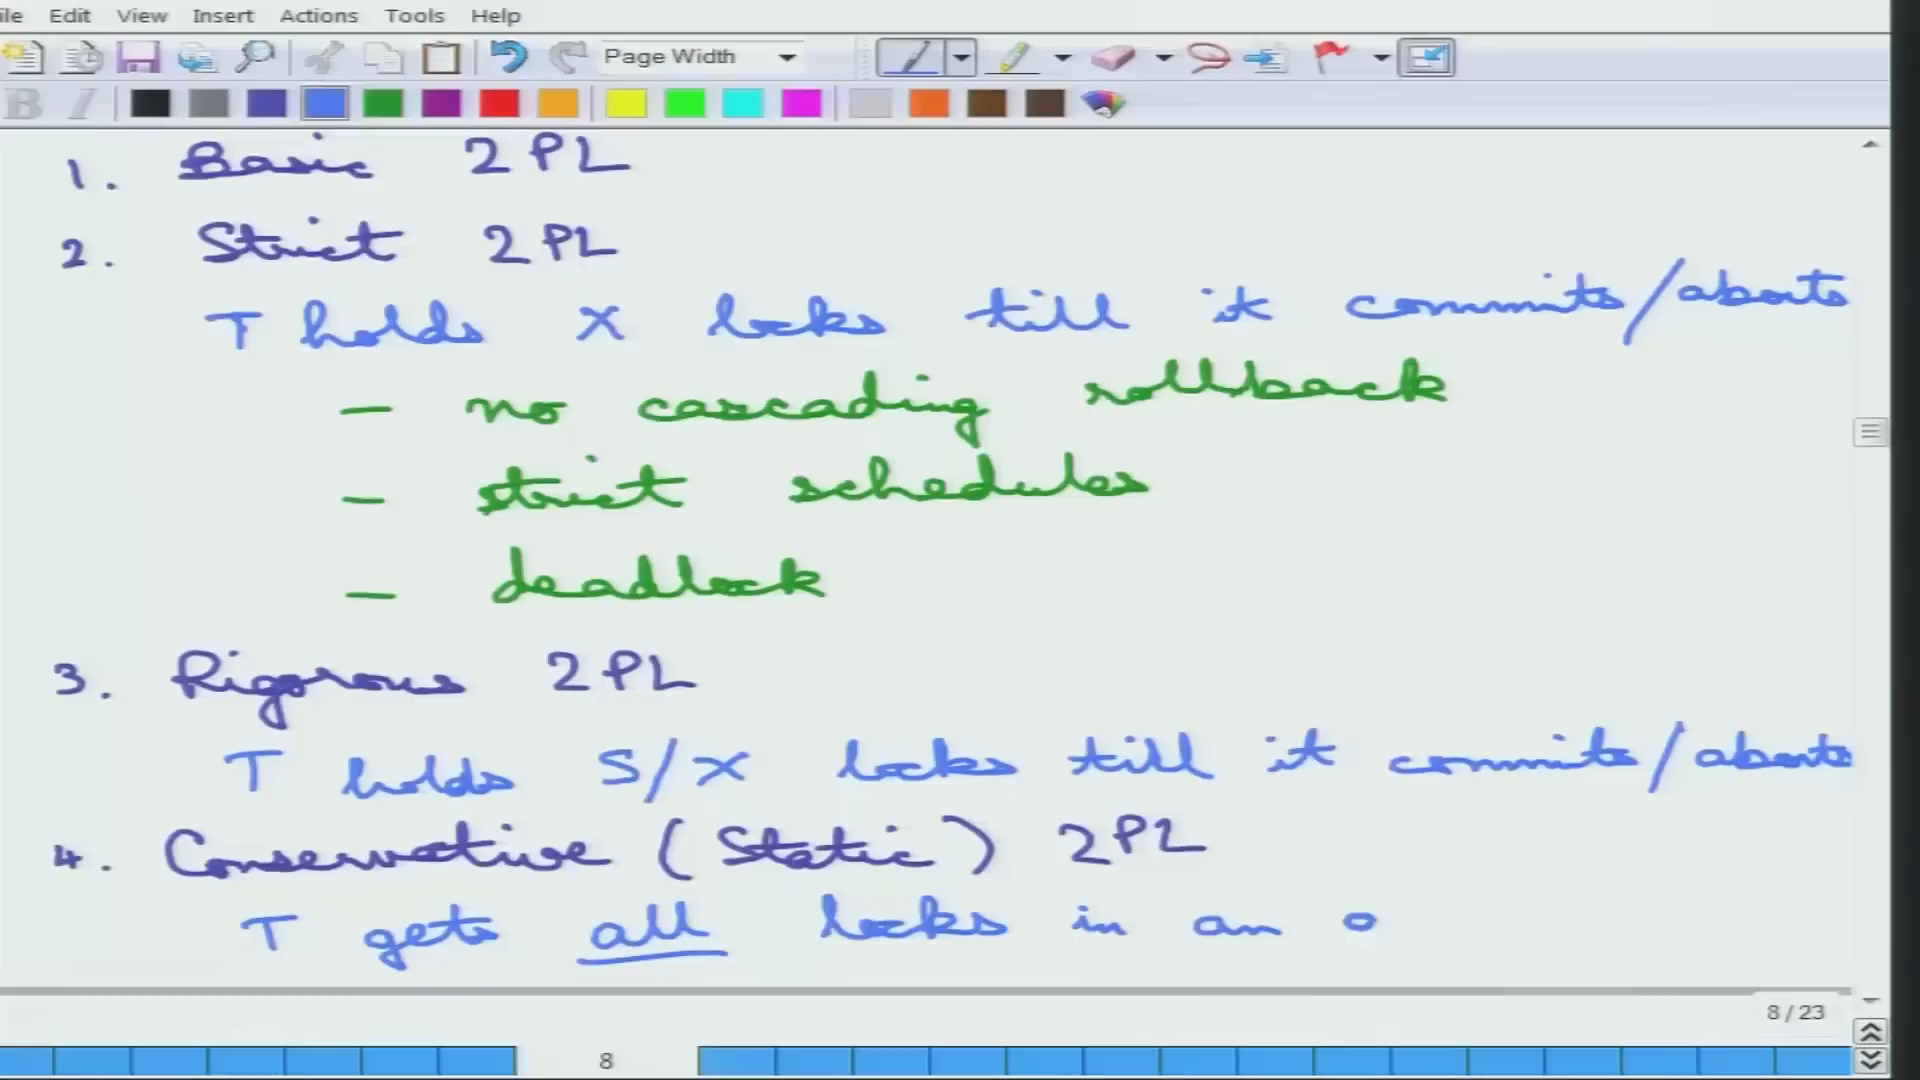 ile Edit View Insert Actions Tools Help
Page Width
B I
1. Basic 2PL
2. Strict 2PL
T holds X locks till it commits/aborts
- no cascading rollback
- strict schedules
- deadlock
3. Rigorous 2PL
T holds S/X locks till it commits/aborts
4. Conservative (Static) 2PL
T gets all locks in an o
8 / 23
8